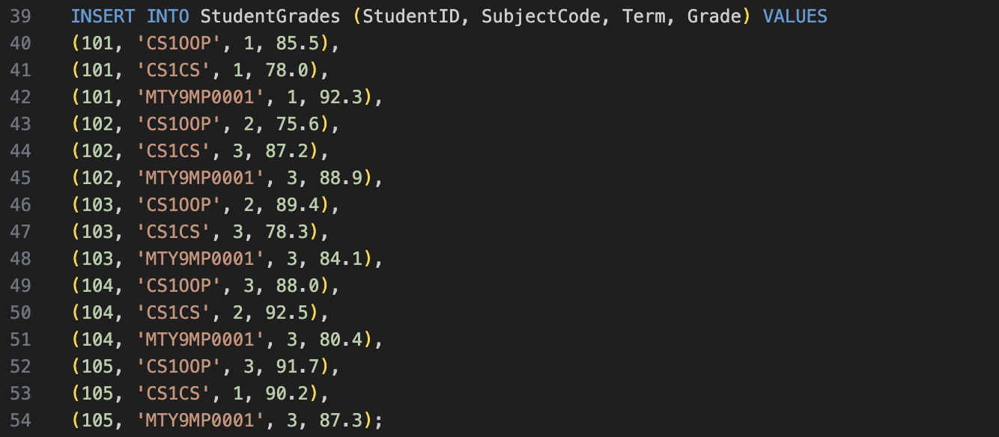 39 INSERT INTO StudentGrades (StudentID, SubjectCode, Term, Grade) VALUES
40 (101, 'CS1OOP', 1, 85.5),
41 (101, 'CS1CS', 1, 78.0),
42 (101, 'MTY9MP0001', 1, 92.3),
43 (102, 'CS1OOP', 2, 75.6),
44 (102, 'CS1CS', 3, 87.2),
45 (102, 'MTY9MP0001', 3, 88.9),
46 (103, 'CS1OOP', 2, 89.4),
47 (103, 'CS1CS', 3, 78.3),
48 (103, 'MTY9MP0001', 3, 84.1),
49 (104, 'CS1OOP', 3, 88.0),
50 (104, 'CS1CS', 2, 92.5),
51 (104, 'MTY9MP0001', 3, 80.4),
52 (105, 'CS1OOP', 3, 91.7),
53 (105, 'CS1CS', 1, 90.2),
54 (105, 'MTY9MP0001', 3, 87.3);